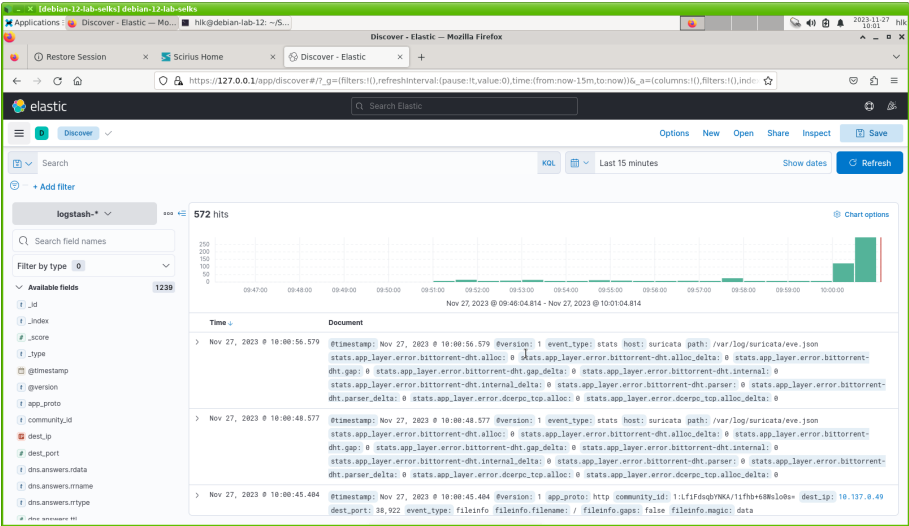 [debian-12-lab-selks] debian-12-lab-selks
Applications Discover - Elastic — Mo... hlk@debian-lab-12: ~/S... 2023-11-27 10:01 hlk
Discover - Elastic — Mozilla Firefox
Restore Session Scirius Home Discover - Elastic
https://127.0.0.1/app/discover#/?_g=(filters:!(),refreshInterval:(pause:!t,value:0),time:(from:now-15m,to:now))&_a=(columns:!(),filters:!(),inde
elastic Search Elastic
D Discover Options New Open Share Inspect Save
Search KQL Last 15 minutes Show dates Refresh
+ Add filter
logstash-* 572 hits Chart options
Search field names
Filter by type 0
Available fields 1239
250
200
150
100
50
0
09:47:00 09:48:00 09:49:00 09:50:00 09:51:00 09:52:00 09:53:00 09:54:00 09:55:00 09:56:00 09:57:00 09:58:00 09:59:00 10:00:00
Nov 27, 2023 @ 09:46:04.814 - Nov 27, 2023 @ 10:01:04.814
t _id
t _index
# _score
t _type
@timestamp
t @version
t app_proto
t community_id
dest_ip
# dest_port
t dns.answers.rdata
t dns.answers.rrname
t dns.answers.rrtype
dns.answers.ttl
Time Document
Nov 27, 2023 @ 10:00:56.579 @timestamp: Nov 27, 2023 @ 10:00:56.579 @version: 1 event_type: stats host: suricata path: /var/log/suricata/eve.json
stats.app_layer.error.bittorrent-dht.alloc: 0 stats.app_layer.error.bittorrent-dht.alloc_delta: 0 stats.app_layer.error.bittorrent-
dht.gap: 0 stats.app_layer.error.bittorrent-dht.gap_delta: 0 stats.app_layer.error.bittorrent-dht.internal: 0
stats.app_layer.error.bittorrent-dht.internal_delta: 0 stats.app_layer.error.bittorrent-dht.parser: 0 stats.app_layer.error.bittorrent-
dht.parser_delta: 0 stats.app_layer.error.dcerpc_tcp.alloc: 0 stats.app_layer.error.dcerpc_tcp.alloc_delta: 0
Nov 27, 2023 @ 10:00:48.577 @timestamp: Nov 27, 2023 @ 10:00:48.577 @version: 1 event_type: stats host: suricata path: /var/log/suricata/eve.json
stats.app_layer.error.bittorrent-dht.alloc: 0 stats.app_layer.error.bittorrent-dht.alloc_delta: 0 stats.app_layer.error.bittorrent-
dht.gap: 0 stats.app_layer.error.bittorrent-dht.gap_delta: 0 stats.app_layer.error.bittorrent-dht.internal: 0
stats.app_layer.error.bittorrent-dht.internal_delta: 0 stats.app_layer.error.bittorrent-dht.parser: 0 stats.app_layer.error.bittorrent-
dht.parser_delta: 0 stats.app_layer.error.dcerpc_tcp.alloc: 0 stats.app_layer.error.dcerpc_tcp.alloc_delta: 0
Nov 27, 2023 @ 10:00:45.404 @timestamp: Nov 27, 2023 @ 10:00:45.404 @version: 1 app_proto: http community_id: 1:LfiFdsqbYNKA/1ifhb+68Wslo0s= dest_ip: 10.137.0.49
dest_port: 38,922 event_type: fileinfo fileinfo.filename: / fileinfo.gaps: false fileinfo.magic: data